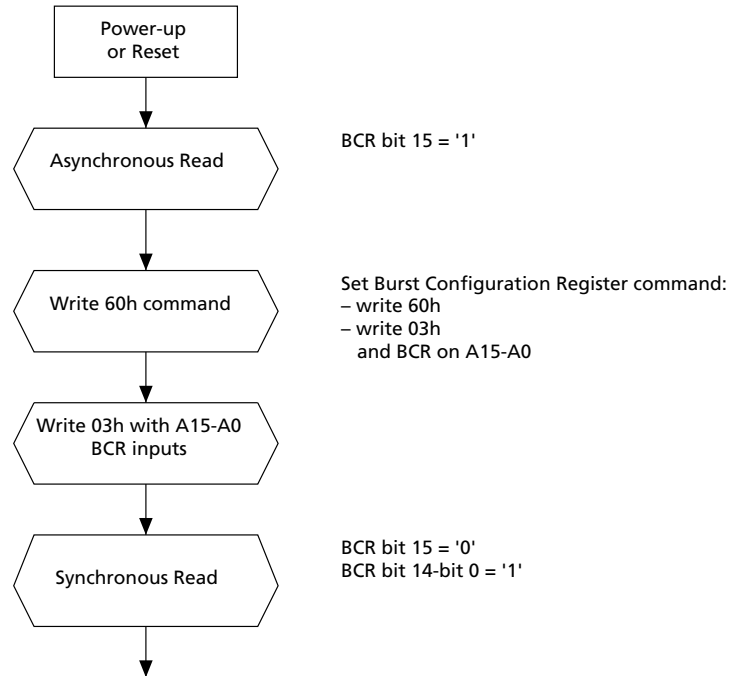 Power-up
or Reset
Asynchronous Read
BCR bit 15 = '1'
Write 60h command
Set Burst Configuration Register command:
– write 60h
– write 03h
and BCR on A15-A0
Write 03h with A15-A0
BCR inputs
Synchronous Read
BCR bit 15 = '0'
BCR bit 14-bit 0 = '1'